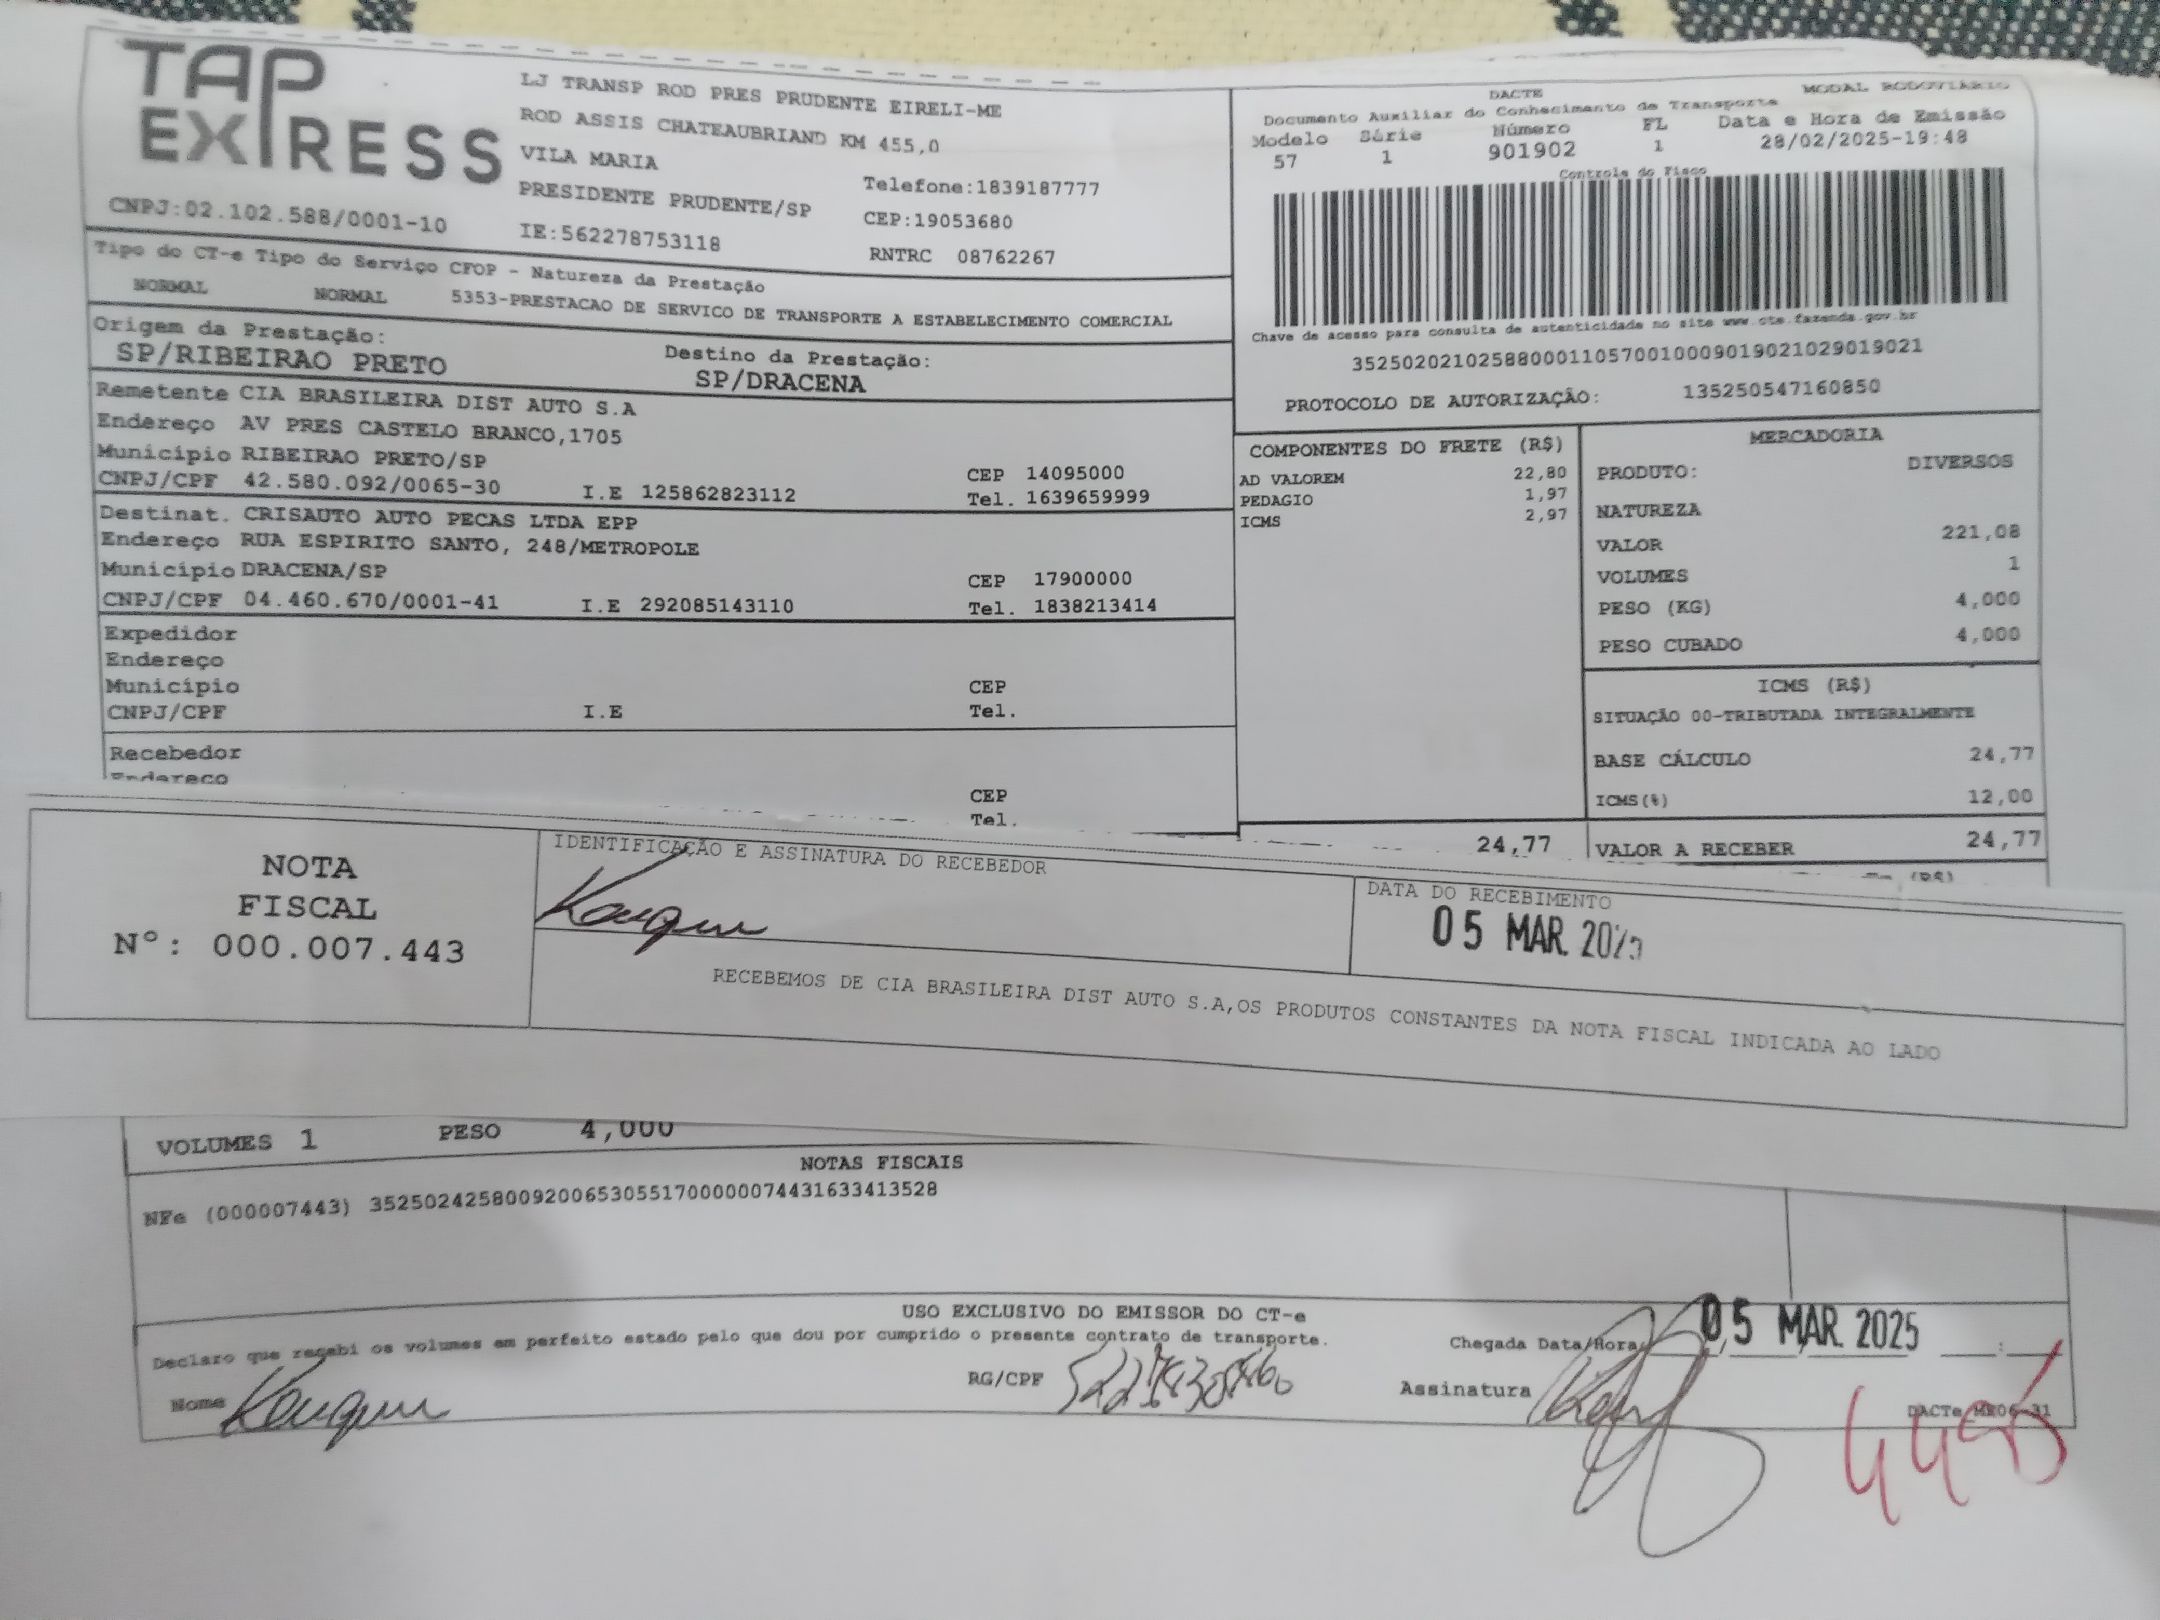 TAP EXPRESS
LJ TRANSP ROD PRES PRUDENTE EIRELI-ME
ROD ASSIS CHATEAUBRIAND KM 455,0
VILA MARIA
Telefone:1839187777
PRESIDENTE PRUDENTE/SP
CEP:19053680
CNPJ:02.102.588/0001-10
IE:562278753118
RNTRC 08762267
Tipo do CT-e Tipo do Serviço CFOP - Natureza da Prestação
NORMAL NORMAL 5353-PRESTACAO DE SERVICO DE TRANSPORTE A ESTABELECIMENTO COMERCIAL
Origem da Prestação:
SP/RIBEIRAO PRETO
Destino da Prestação:
SP/DRACENA
Remetente CIA BRASILEIRA DIST AUTO S.A
Endereço AV PRES CASTELO BRANCO,1705
Município RIBEIRAO PRETO/SP CEP 14095000
CNPJ/CPF 42.580.092/0065-30 I.E 125862823112 Tel. 1639659999
Destinat. CRISAUTO AUTO PECAS LTDA EPP
Endereço RUA ESPIRITO SANTO, 248/METROPOLE
Município DRACENA/SP CEP 17900000
CNPJ/CPF 04.460.670/0001-41 I.E 292085143110 Tel. 1838213414
Expedidor
Endereço
Município CEP
CNPJ/CPF I.E Tel.
Recebedor
Endereço
CEP
Tel.
DACTE MODAL RODOVIÁRIO
Documento Auxiliar do Conhecimento de Transporte
Modelo Série Número FL Data e Hora de Emissão
57 1 901902 1 28/02/2025-19:48
Controle do Fisco
Chave de acesso para consulta de autenticidade no site www.cte.fazenda.gov.br
35250202102588000110570010009019021029019021
PROTOCOLO DE AUTORIZAÇÃO: 135250547160850
COMPONENTES DO FRETE (R$)
AD VALOREM 22,80
PEDAGIO 1,97
ICMS 2,97
24,77
MERCADORIA
PRODUTO: DIVERSOS
NATUREZA
VALOR 221,08
VOLUMES 1
PESO (KG) 4,000
PESO CUBADO 4,000
ICMS (R$)
SITUAÇÃO 00-TRIBUTADA INTEGRALMENTE
BASE CÁLCULO 24,77
ICMS(%) 12,00
VALOR A RECEBER 24,77
(R$)
NOTA
FISCAL
Nº: 000.007.443
IDENTIFICAÇÃO E ASSINATURA DO RECEBEDOR
DATA DO RECEBIMENTO
05 MAR. 2025
RECEBEMOS DE CIA BRASILEIRA DIST AUTO S.A,OS PRODUTOS CONSTANTES DA NOTA FISCAL INDICADA AO LADO
VOLUMES 1 PESO 4,000
NOTAS FISCAIS
NFe (000007443) 35250242580092006530551700000074431633413528
USO EXCLUSIVO DO EMISSOR DO CT-e
Declaro que recebi os volumes em perfeito estado pelo que dou por cumprido o presente contrato de transporte.
Chegada Data/Hora 05 MAR. 2025
Nome
RG/CPF
Assinatura